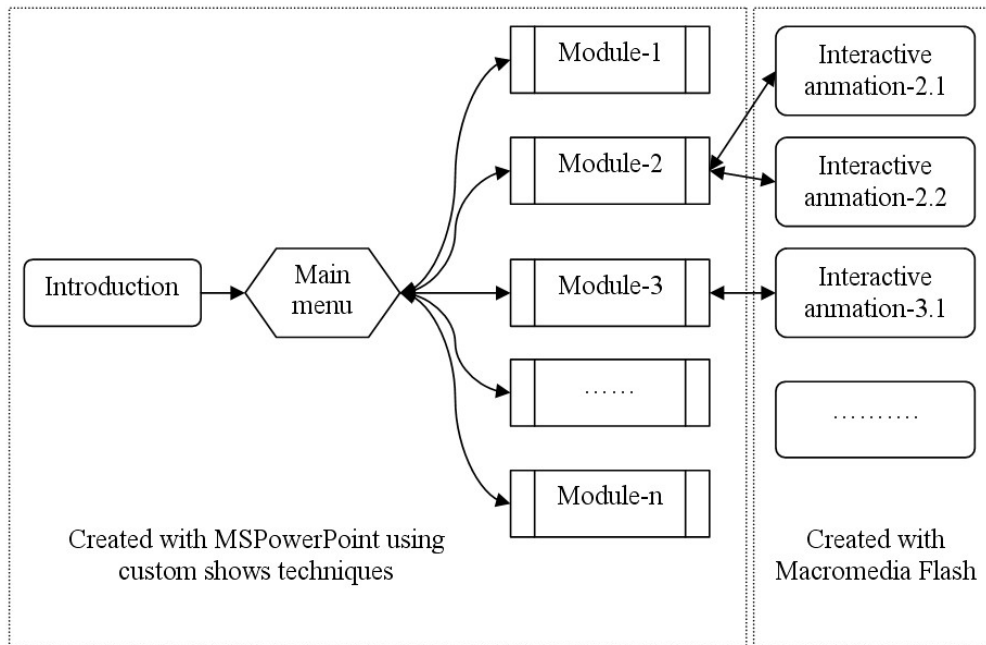 Introduction
Main
menu
Module-1
Module-2
Module-3
……
Module-n
Created with MSPowerPoint using
custom shows techniques
Interactive
anmation-2.1
Interactive
anmation-2.2
Interactive
anmation-3.1
……….
Created with
Macromedia Flash